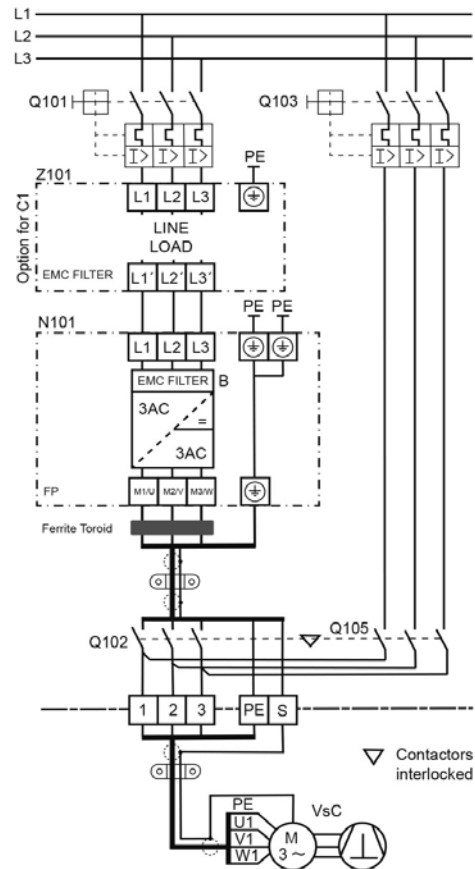 L1
L2
L3
Q101
Q103
I> I> I>
I> I> I>
Z101
PE
L1 L2 L3
Option for C1
LINE
LOAD
EMC FILTER
L1´ L2´ L3´
N101
PE PE
L1 L2 L3
EMC FILTER B
3AC
=
3AC
FP
M1/U M2/V M3/W
Ferrite Toroid
Q102
Q105
1 2 3 PE S
Contactors
interlocked
PE
U1
V1
W1
M
3 ~
VsC